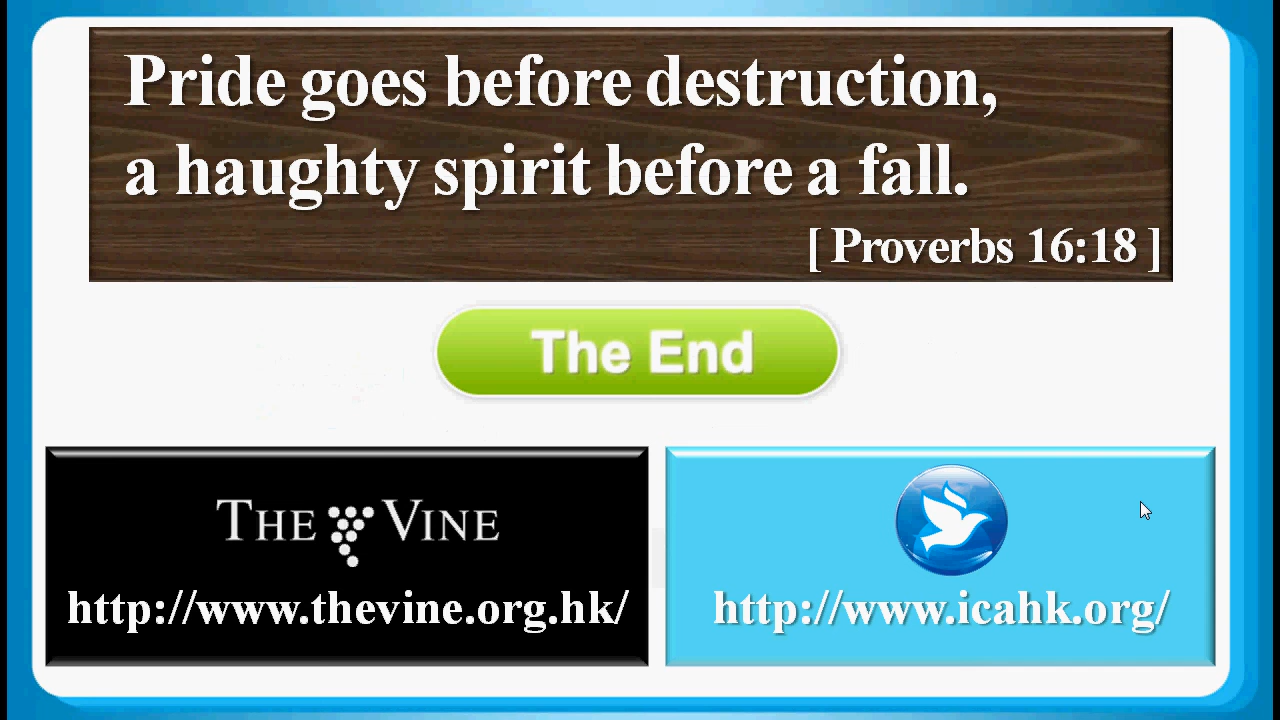 Pride goes before destruction,
a haughty spirit before a fall.
[ Proverbs 16:18 ]
The End
THE VINE
http://www.thevine.org.hk/
http://www.icahk.org/